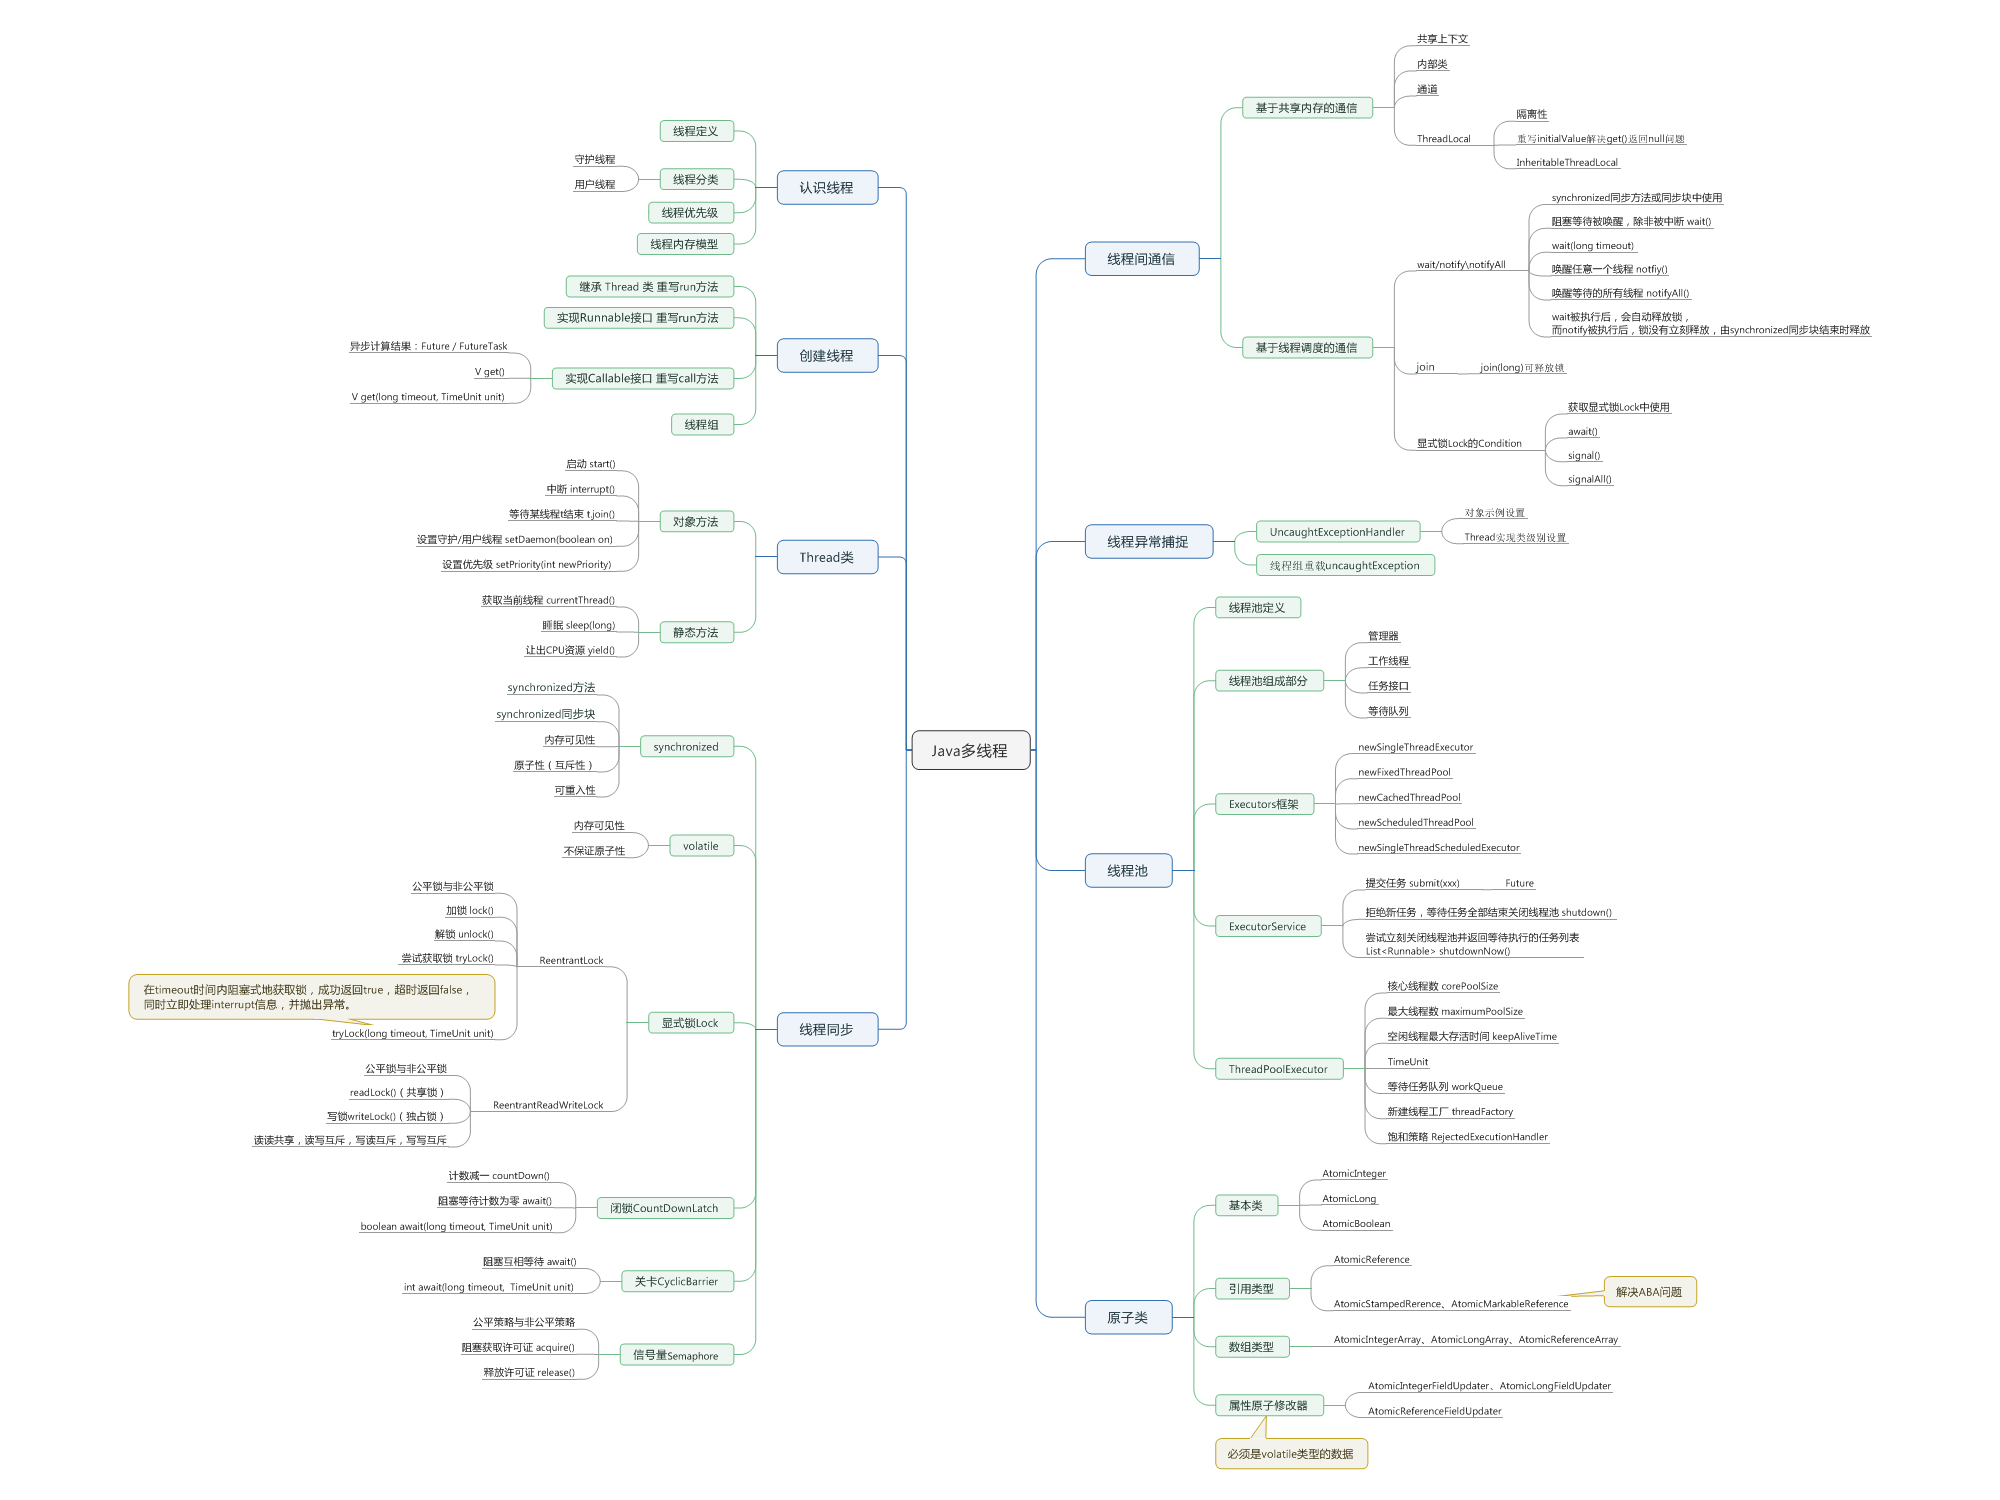 Java多线程
认识线程
线程定义
线程分类
守护线程
用户线程
线程优先级
线程内存模型
创建线程
继承 Thread 类 重写run方法
实现Runnable接口 重写run方法
实现Callable接口 重写call方法
异步计算结果：Future / FutureTask
V get()
V get(long timeout, TimeUnit unit)
线程组
Thread类
对象方法
启动 start()
中断 interrupt()
等待某线程t结束 t.join()
设置守护/用户线程 setDaemon(boolean on)
设置优先级 setPriority(int newPriority)
静态方法
获取当前线程 currentThread()
睡眠 sleep(long)
让出CPU资源 yield()
线程同步
synchronized
synchronized方法
synchronized同步块
内存可见性
原子性（互斥性）
可重入性
volatile
内存可见性
不保证原子性
显式锁Lock
ReentrantLock
公平锁与非公平锁
加锁 lock()
解锁 unlock()
尝试获取锁 tryLock()
在timeout时间内阻塞式地获取锁，成功返回true，超时返回false，
同时立即处理interrupt信息，并抛出异常。
tryLock(long timeout, TimeUnit unit)
ReentrantReadWriteLock
公平锁与非公平锁
readLock()（共享锁）
写锁writeLock()（独占锁）
读读共享，读写互斥，写读互斥，写写互斥
闭锁CountDownLatch
计数减一 countDown()
阻塞等待计数为零 await()
boolean await(long timeout, TimeUnit unit)
关卡CyclicBarrier
阻塞互相等待 await()
int await(long timeout,  TimeUnit unit)
信号量Semaphore
公平策略与非公平策略
阻塞获取许可证 acquire()
释放许可证 release()
线程间通信
基于共享内存的通信
共享上下文
内部类
通道
ThreadLocal
隔离性
重写initialValue解决get()返回null问题
InheritableThreadLocal
基于线程调度的通信
wait/notify\notifyAll
synchronized同步方法或同步块中使用
阻塞等待被唤醒，除非被中断 wait()
wait(long timeout)
唤醒任意一个线程 notfiy()
唤醒等待的所有线程 notifyAll()
wait被执行后，会自动释放锁，
而notify被执行后，锁没有立刻释放，由synchronized同步块结束时释放
join
join(long)可释放锁
显式锁Lock的Condition
获取显式锁Lock中使用
await()
signal()
signalAll()
线程异常捕捉
UncaughtExceptionHandler
对象示例设置
Thread实现类级别设置
线程组重载uncaughtException
线程池
线程池定义
线程池组成部分
管理器
工作线程
任务接口
等待队列
Executors框架
newSingleThreadExecutor
newFixedThreadPool
newCachedThreadPool
newScheduledThreadPool
newSingleThreadScheduledExecutor
ExecutorService
提交任务 submit(xxx)
Future
拒绝新任务，等待任务全部结束关闭线程池 shutdown()
尝试立刻关闭线程池并返回等待执行的任务列表
List<Runnable> shutdownNow()
ThreadPoolExecutor
核心线程数 corePoolSize
最大线程数 maximumPoolSize
空闲线程最大存活时间 keepAliveTime
TimeUnit
等待任务队列 workQueue
新建线程工厂 threadFactory
饱和策略 RejectedExecutionHandler
原子类
基本类
AtomicInteger
AtomicLong
AtomicBoolean
引用类型
AtomicReference
AtomicStampedRerence、AtomicMarkableReference
解决ABA问题
数组类型
AtomicIntegerArray、AtomicLongArray、AtomicReferenceArray
属性原子修改器
AtomicIntegerFieldUpdater、AtomicLongFieldUpdater
AtomicReferenceFieldUpdater
必须是volatile类型的数据